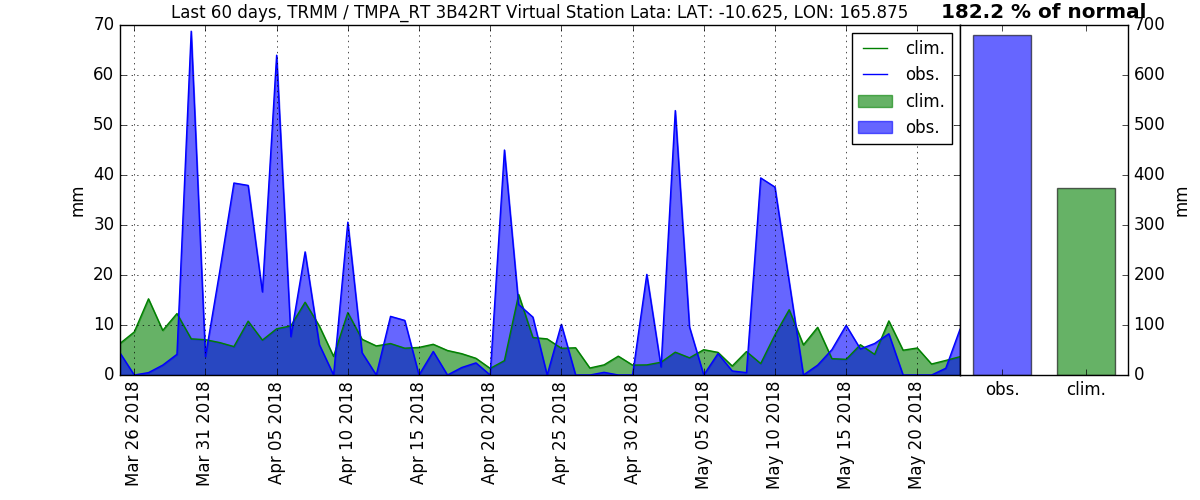 Last 60 days, TRMM / TMPA_RT 3B42RT Virtual Station Lata: LAT: -10.625, LON: 165.875
182.2 % of normal
70
60
50
40
30
20
10
0
mm
clim.
obs.
clim.
obs.
700
600
500
400
300
200
100
0
mm
Mar 26 2018
Mar 31 2018
Apr 05 2018
Apr 10 2018
Apr 15 2018
Apr 20 2018
Apr 25 2018
Apr 30 2018
May 05 2018
May 10 2018
May 15 2018
May 20 2018
obs.
clim.